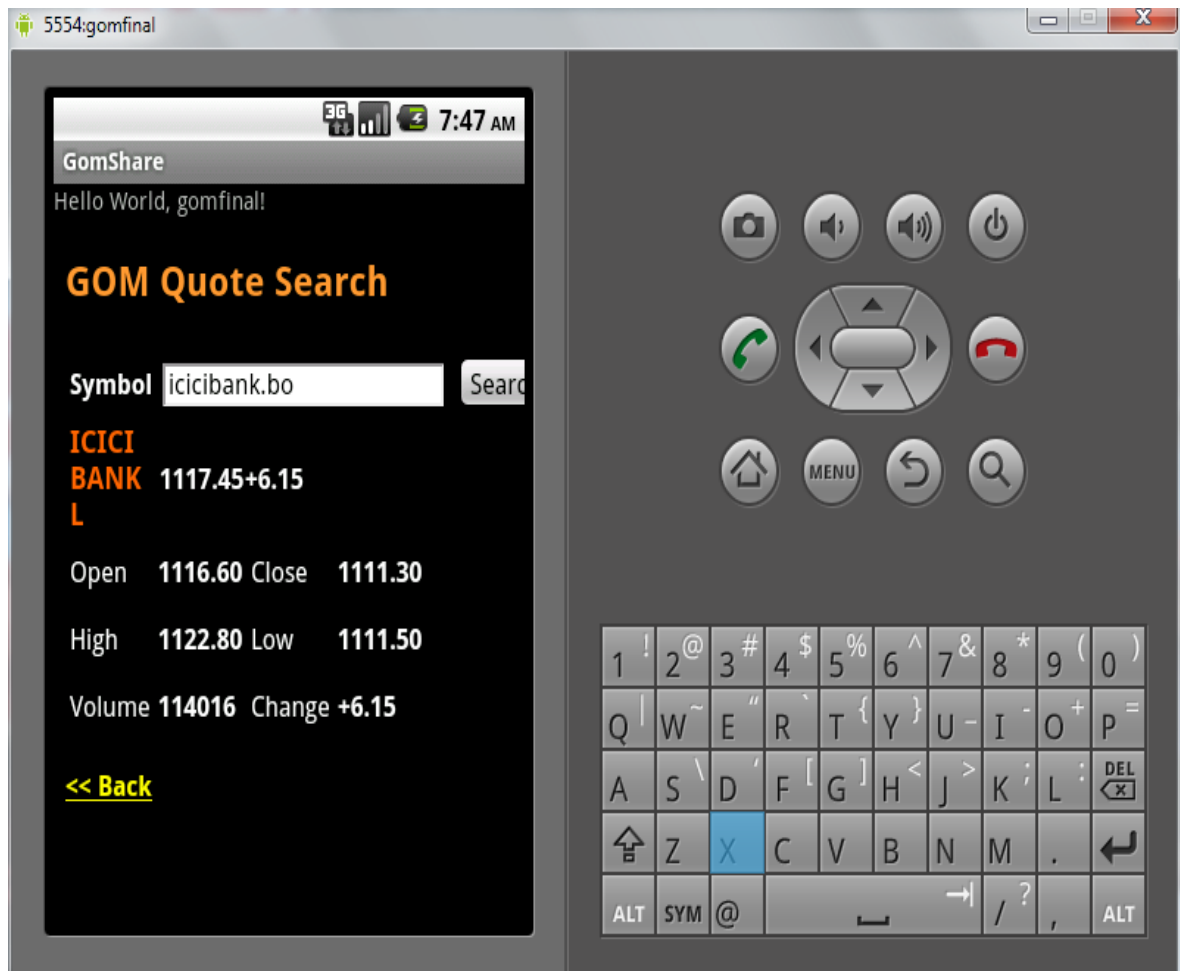 5554:gomfinal
3G 7:47 AM
GomShare
Hello World, gomfinal!
GOM Quote Search
Symbol icicibank.bo Searc
ICICI
BANK 1117.45+6.15
L
Open 1116.60 Close 1111.30
High 1122.80 Low 1111.50
Volume 114016 Change +6.15
<< Back
MENU
1 ! 2 @ 3 # 4 $ 5 % 6 ^ 7 & 8 * 9 ( 0 )
Q | W ~ E " R ` T { Y } U _ I - O + P =
A S \ D ' F [ G ] H < J > K ; L : DEL
Z X C V B N M .
ALT SYM @ / ? , ALT